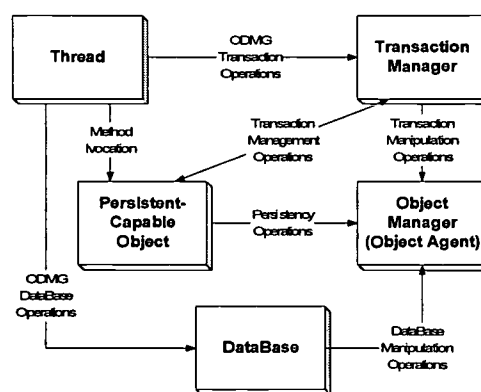 Thread
ODMG
Transaction
Operations
Transaction
Manager
Method
Ivocation
Transaction
Management
Operations
Transaction
Manipulation
Operations
Persistent-
Capable
Object
Persistency
Operations
Object
Manager
(Object Agent)
ODMG
DataBase
Operations
DataBase
DataBase
Manipulation
Operations